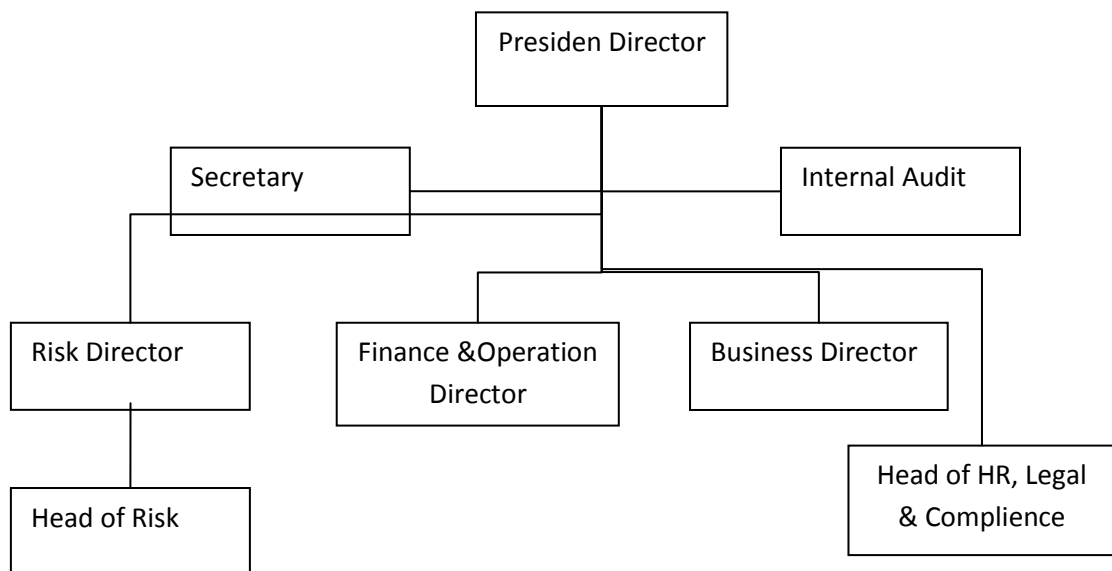 Presiden Director
Secretary
Internal Audit
Risk Director
Finance &Operation
Director
Business Director
Head of Risk
Head of HR, Legal
& Complience